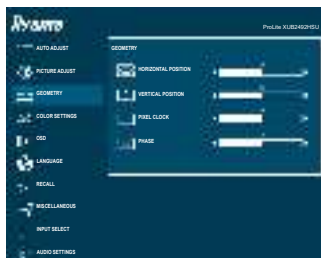 iiyama
ProLite XUB2492HSU
AUTO ADJUST
PICTURE ADJUST
GEOMETRY
COLOR SETTINGS
OSD
LANGUAGE
RECALL
MISCELLANEOUS
INPUT SELECT
AUDIO SETTINGS
GEOMETRY
HORIZONTAL POSITION
VERTICAL POSITION
PIXEL CLOCK
PHASE